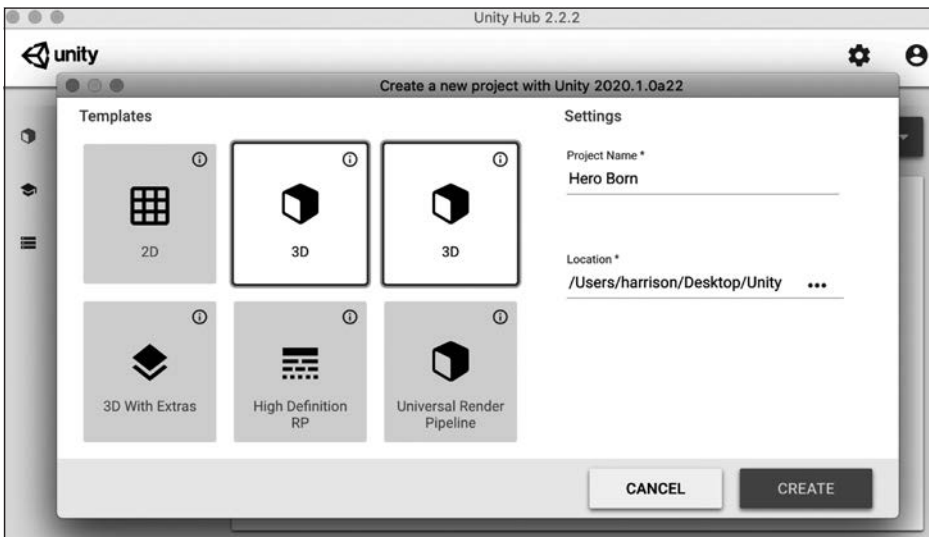 Unity Hub 2.2.2
unity
Create a new project with Unity 2020.1.0a22
Templates
Settings
2D
3D
3D
3D With Extras
High Definition
RP
Universal Render
Pipeline
Project Name *
Hero Born
Location *
/Users/harrison/Desktop/Unity
CANCEL
CREATE